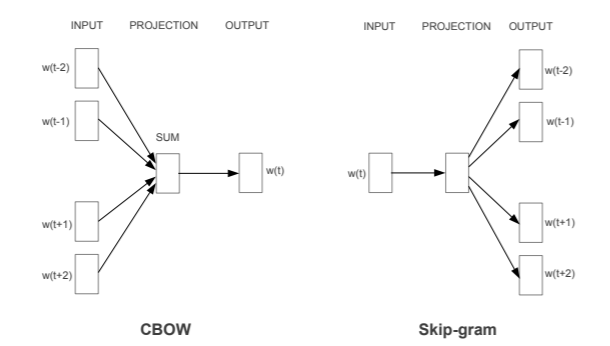 INPUT PROJECTION OUTPUT
w(t-2)
w(t-1)
SUM
w(t)
w(t+1)
w(t+2)
CBOW
INPUT PROJECTION OUTPUT
w(t-2)
w(t-1)
w(t)
w(t+1)
w(t+2)
Skip-gram